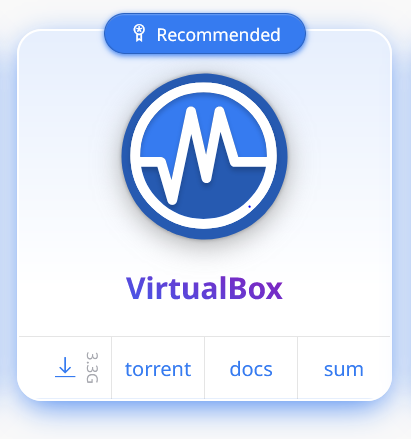 Recommended
VirtualBox
3.3G
torrent
docs
sum